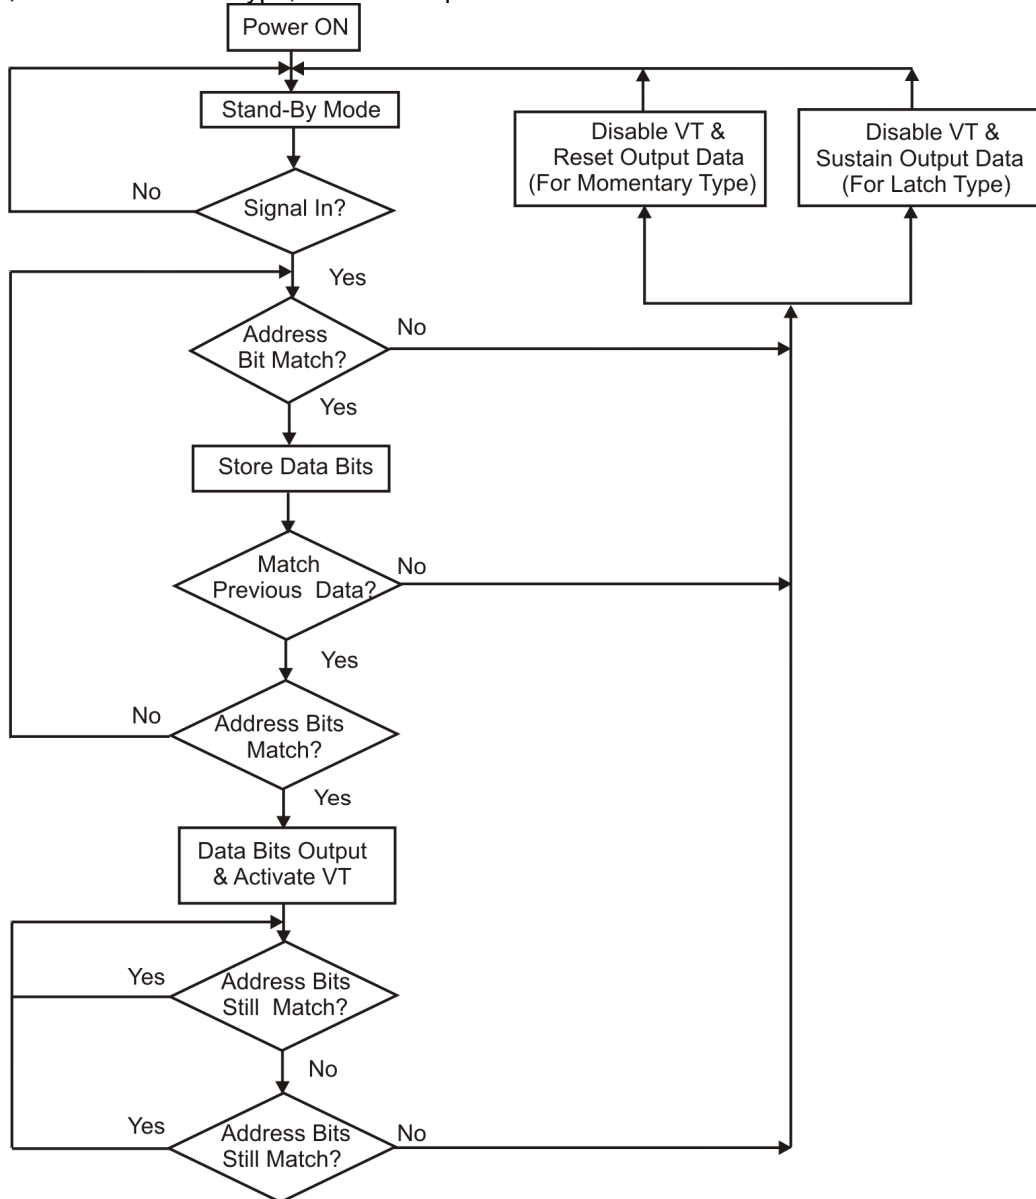 Power ON
Stand-By Mode
Disable VT &
Reset Output Data
(For Momentary Type)
Disable VT &
Sustain Output Data
(For Latch Type)
No
Signal In?
Yes
Address
Bit Match?
No
Yes
Store Data Bits
Match
Previous Data?
No
Yes
No
Address Bits
Match?
Yes
Data Bits Output
& Activate VT
Yes
Address Bits
Still Match?
No
Yes
Address Bits
Still Match?
No